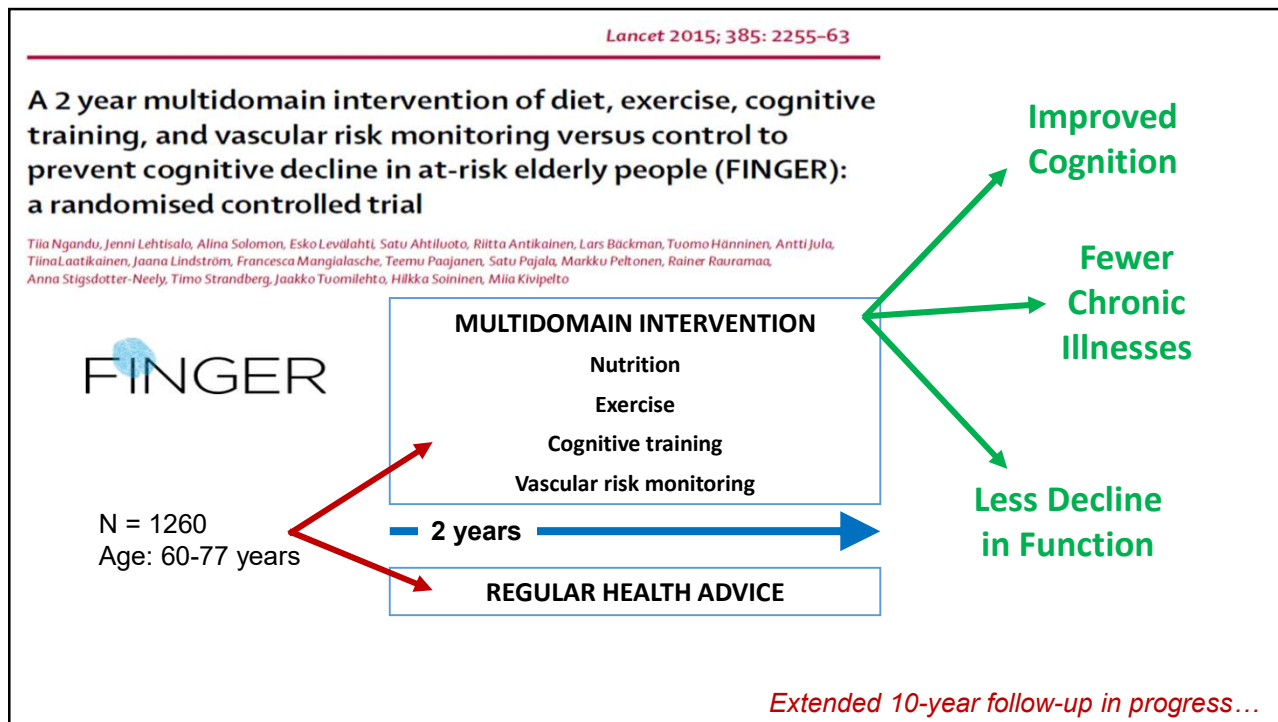 Lancet 2015; 385: 2255–63
A 2 year multidomain intervention of diet, exercise, cognitive
training, and vascular risk monitoring versus control to
prevent cognitive decline in at-risk elderly people (FINGER):
a randomised controlled trial
Tiia Ngandu, Jenni Lehtisalo, Alina Solomon, Esko Levälahti, Satu Ahtiluoto, Riitta Antikainen, Lars Bäckman, Tuomo Hänninen, Antti Jula,
Tiina Laatikainen, Jaana Lindström, Francesca Mangialasche, Teemu Paajanen, Satu Pajala, Markku Peltonen, Rainer Rauramaa,
Anna Stigsdotter-Neely, Timo Strandberg, Jaakko Tuomilehto, Hilkka Soininen, Miia Kivipelto
FINGER
N = 1260
Age: 60-77 years
MULTIDOMAIN INTERVENTION
Nutrition
Exercise
Cognitive training
Vascular risk monitoring
2 years
REGULAR HEALTH ADVICE
Improved
Cognition
Fewer
Chronic
Illnesses
Less Decline
in Function
Extended 10-year follow-up in progress…